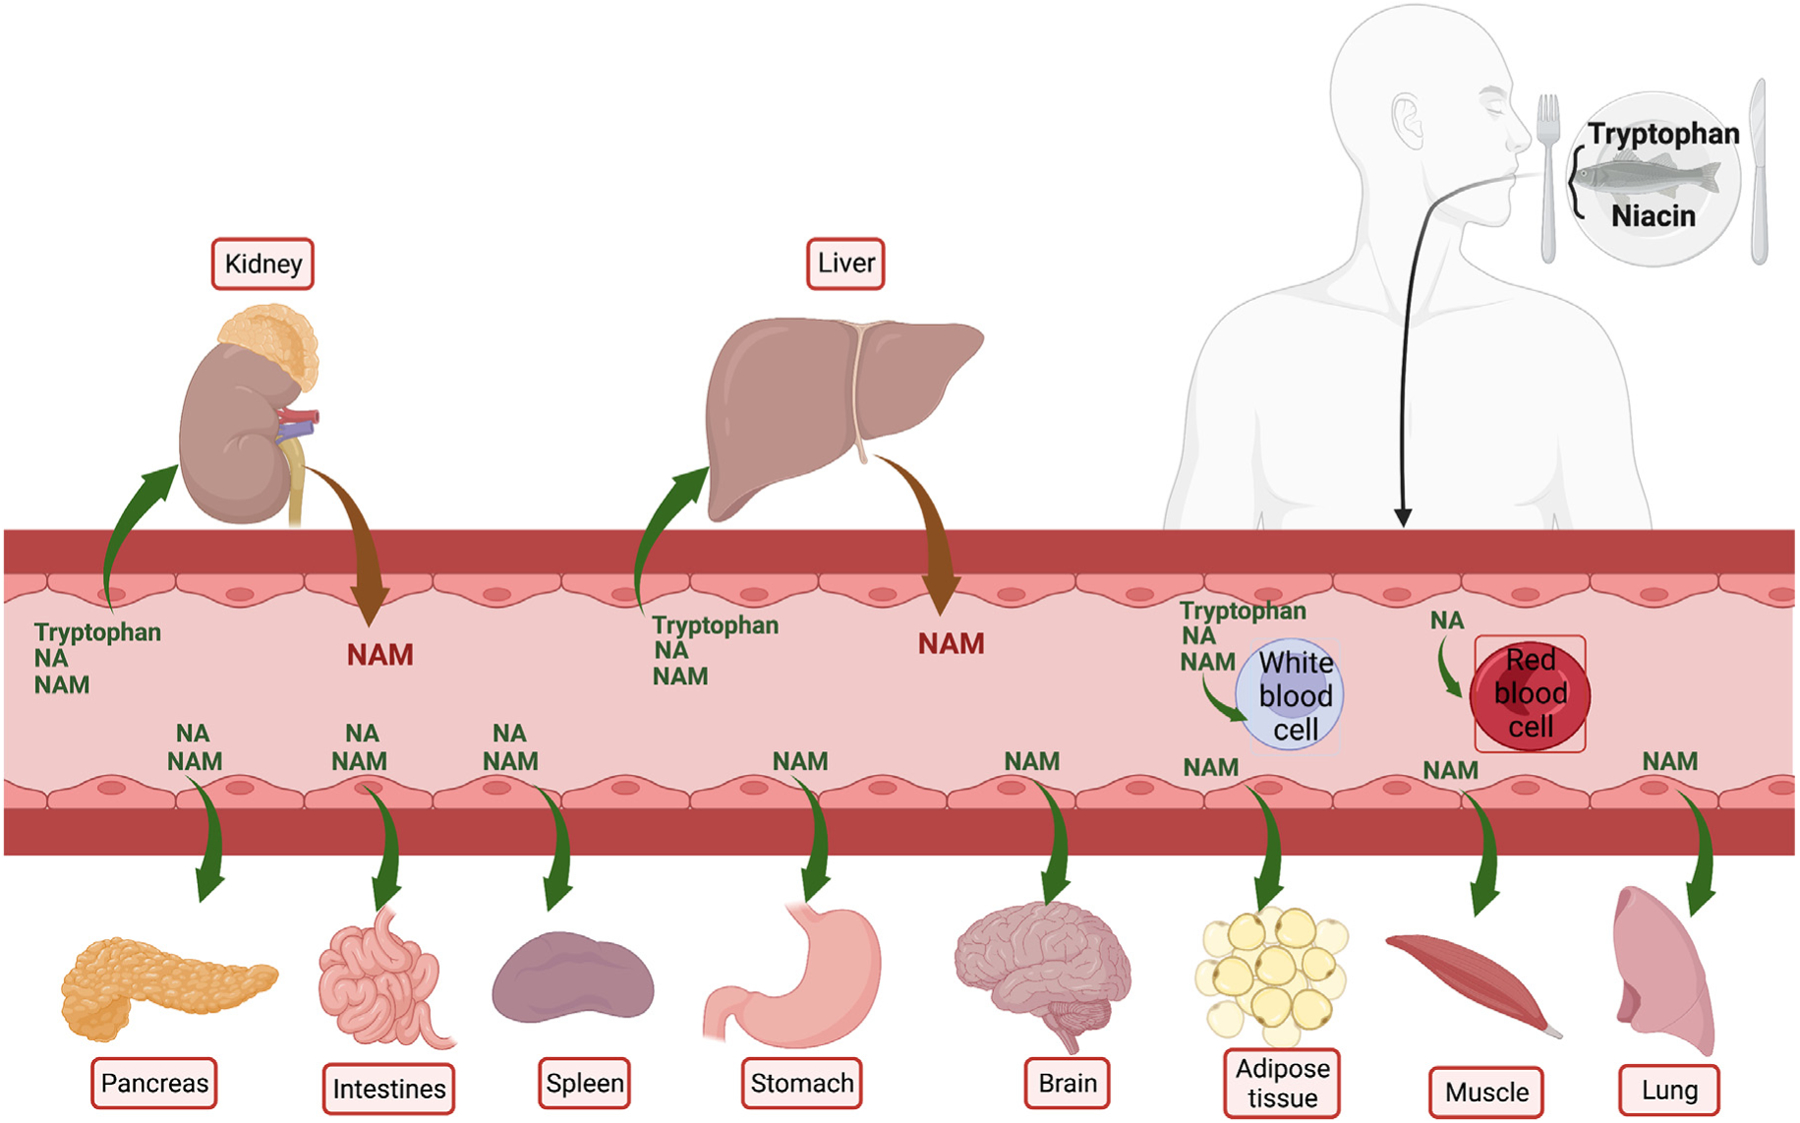 Tryptophan
Niacin
Kidney
Liver
Tryptophan
NA
NAM
NAM
Tryptophan
NA
NAM
NAM
Tryptophan
NA
NAM
White
blood
cell
NA
Red
blood
cell
NA
NAM
NA
NAM
NA
NAM
NAM
NAM
NAM
NAM
NAM
Pancreas
Intestines
Spleen
Stomach
Brain
Adipose
tissue
Muscle
Lung